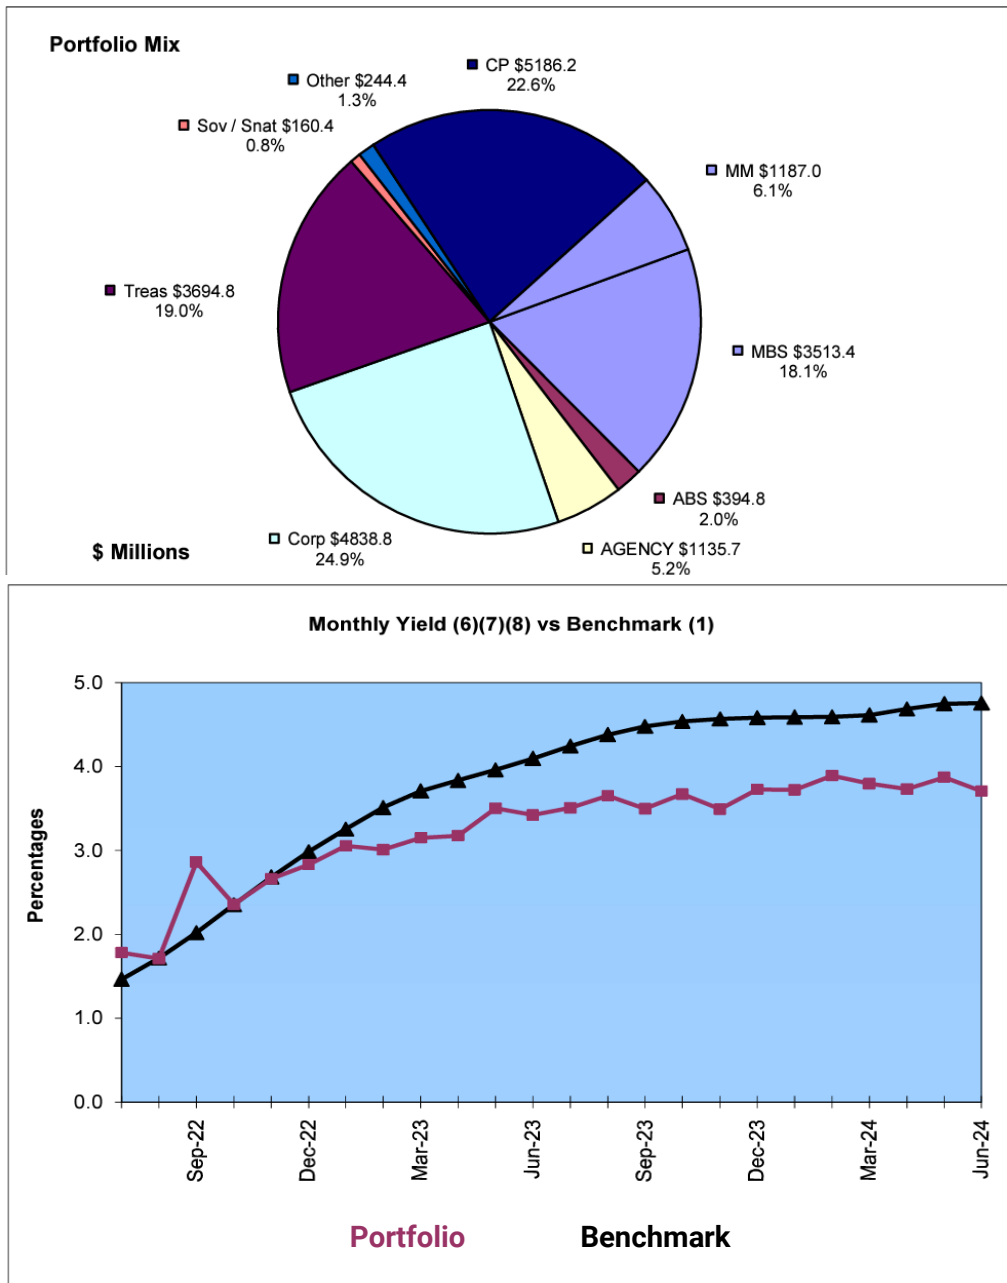 Portfolio Mix
CP $5186.2
22.6%
Other $244.4
1.3%
Sov / Snat $160.4
0.8%
MM $1187.0
6.1%
Treas $3694.8
19.0%
MBS $3513.4
18.1%
ABS $394.8
2.0%
Corp $4838.8
24.9%
AGENCY $1135.7
5.2%
$ Millions
Monthly Yield (6)(7)(8) vs Benchmark (1)
Percentages
5.0
4.0
3.0
2.0
1.0
0.0
Sep-22
Dec-22
Mar-23
Jun-23
Sep-23
Dec-23
Mar-24
Jun-24
Portfolio
Benchmark